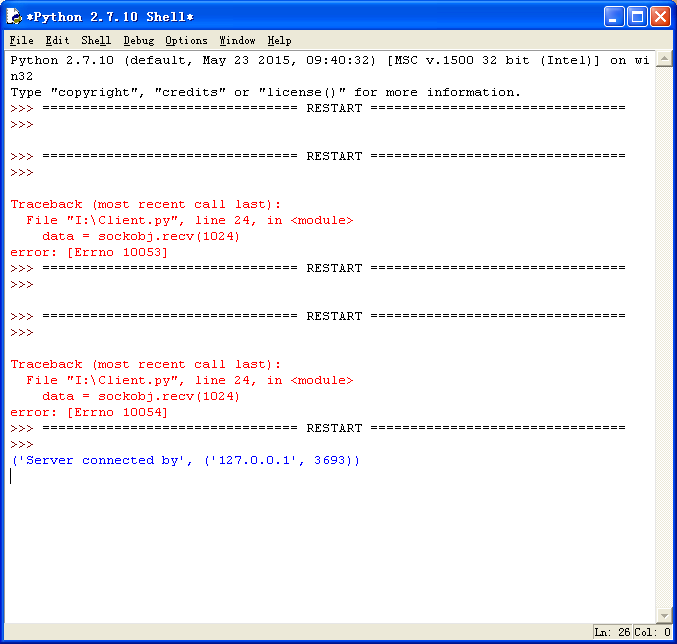 *Python 2.7.10 Shell*
File Edit Shell Debug Options Window Help
Python 2.7.10 (default, May 23 2015, 09:40:32) [MSC v.1500 32 bit (Intel)] on wi
n32
Type "copyright", "credits" or "license()" for more information.
>>> ================================ RESTART ================================
>>>
>>> ================================ RESTART ================================
>>>
Traceback (most recent call last):
  File "I:\Client.py", line 24, in <module>
    data = sockobj.recv(1024)
error: [Errno 10053]
>>> ================================ RESTART ================================
>>>
>>> ================================ RESTART ================================
>>>
Traceback (most recent call last):
  File "I:\Client.py", line 24, in <module>
    data = sockobj.recv(1024)
error: [Errno 10054]
>>> ================================ RESTART ================================
>>>
('Server connected by', ('127.0.0.1', 3693))
Ln: 26 Col: 0